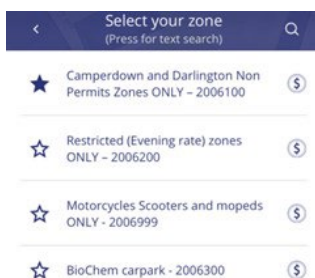 Select your zone
(Press for text search)
Camperdown and Darlington Non
Permits Zones ONLY – 2006100
Restricted (Evening rate) zones
ONLY – 2006200
Motorcycles Scooters and mopeds
ONLY - 2006999
BioChem carpark - 2006300